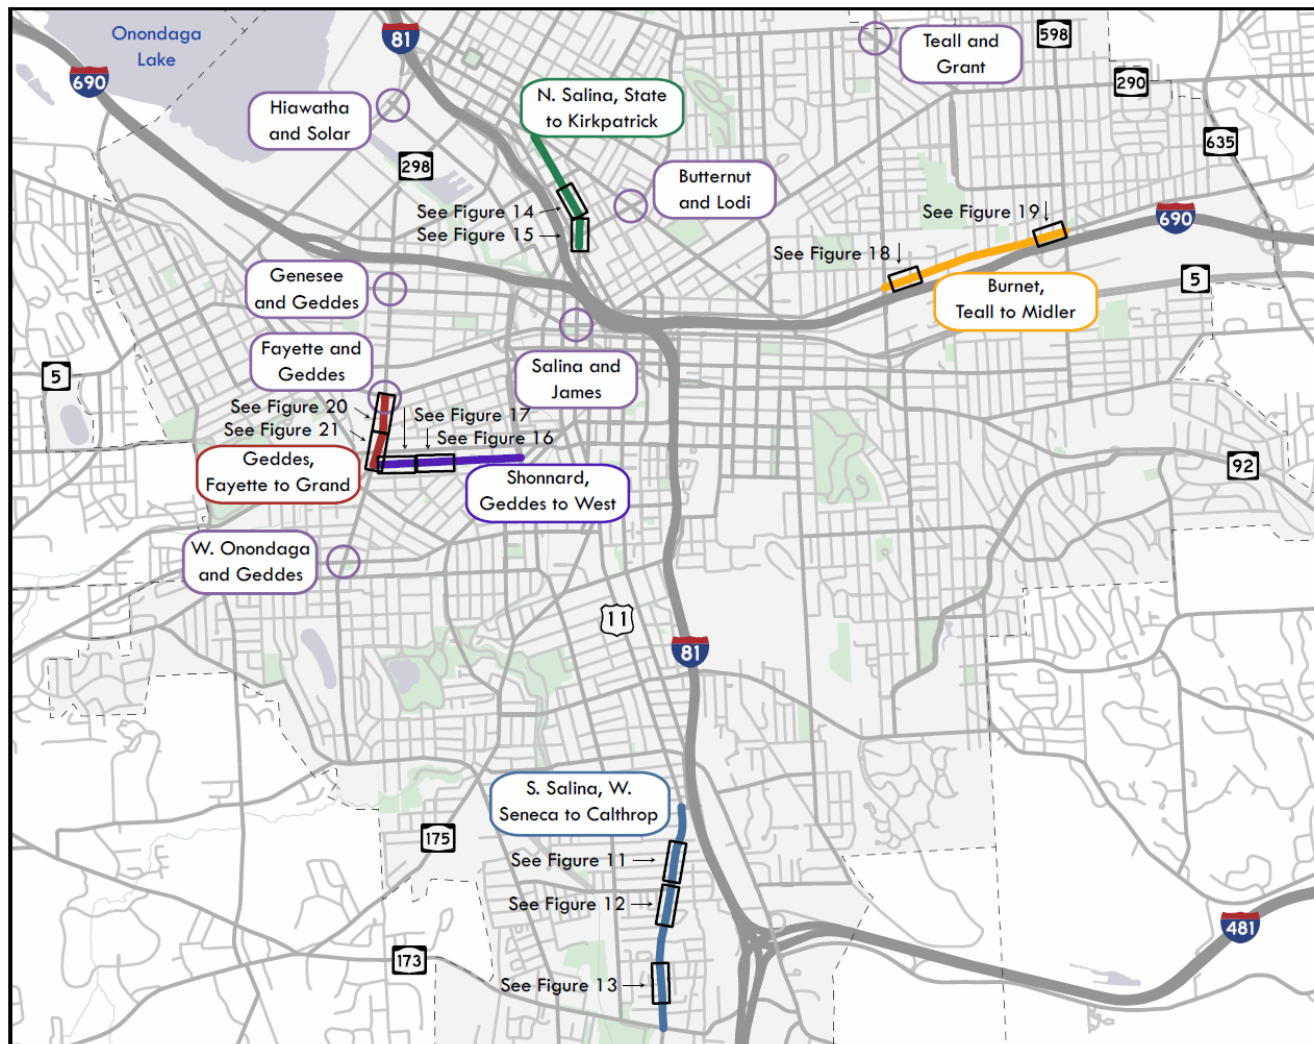 Onondaga
Lake
81
690
Teall and
Grant
598
290
635
Hiawatha
and Solar
N. Salina, State
to Kirkpatrick
298
Butternut
and Lodi
See Figure 14
See Figure 15
See Figure 19
690
See Figure 18
Genesee
and Geddes
Burnet,
Teall to Midler
5
Fayette and
Geddes
Salina and
James
5
See Figure 20
See Figure 17
See Figure 21
See Figure 16
Geddes,
Fayette to Grand
Shonnard,
Geddes to West
92
W. Onondaga
and Geddes
11
81
S. Salina, W.
Seneca to Calthrop
175
See Figure 11
See Figure 12
481
173
See Figure 13